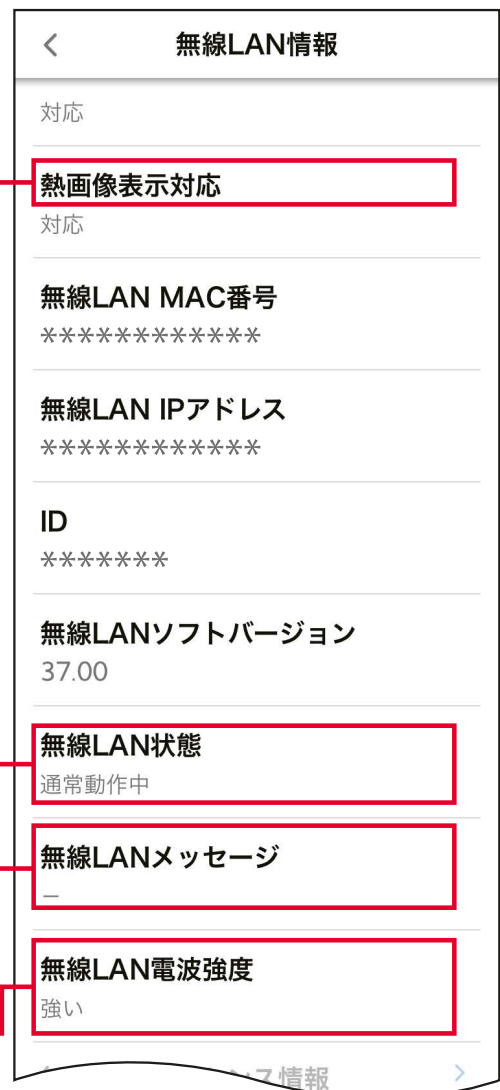 無線LAN情報
対応
熱画像表示対応
対応
無線LAN MAC番号
************
無線LAN IPアドレス
************
ID
*******
無線LANソフトバージョン
37.00
無線LAN状態
通常動作中
無線LANメッセージ
–
無線LAN電波強度
強い
ンス情報